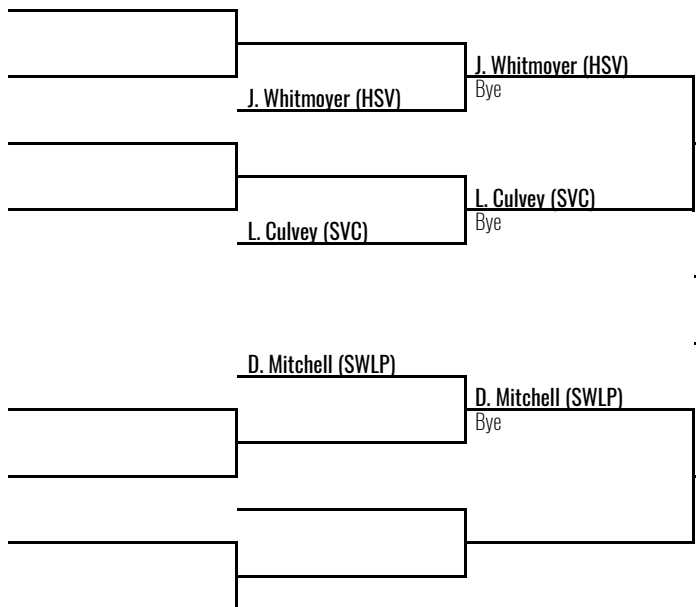 J. Whitmoyer (HSV)
Bye
J. Whitmoyer (HSV)
L. Culvey (SVC)
Bye
L. Culvey (SVC)
D. Mitchell (SWLP)
D. Mitchell (SWLP)
Bye